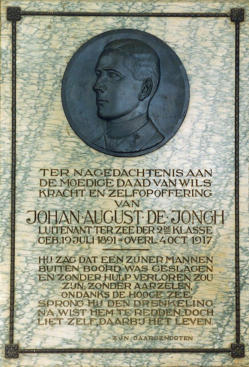 TER NAGEDACHTENIS AAN
DE MOEDIGE DAAD VAN WILS
KRACHT EN ZELFOPOFFERING
VAN
JOHAN AUGUST DE JONGH
LUITENANT TER ZEE DER 2DE KLASSE
GEB. 19 JULI 1891 - OVERL. 4 OCT. 1917
HIJ ZAG DAT EEN ZIJNER MANNEN
BUITEN BOORD WAS GESLAGEN
EN ZONDER HULP VERLOREN ZOU
ZIJN, ZONDER AARZELEN,
ONDANKS DE HOOGE ZEE,
SPRONG HIJ DEN DRENKELING
NA, WIST HEM TE REDDEN, DOCH
LIET ZELF DAARBIJ HET LEVEN.
ZIJN JAARGENOOTEN